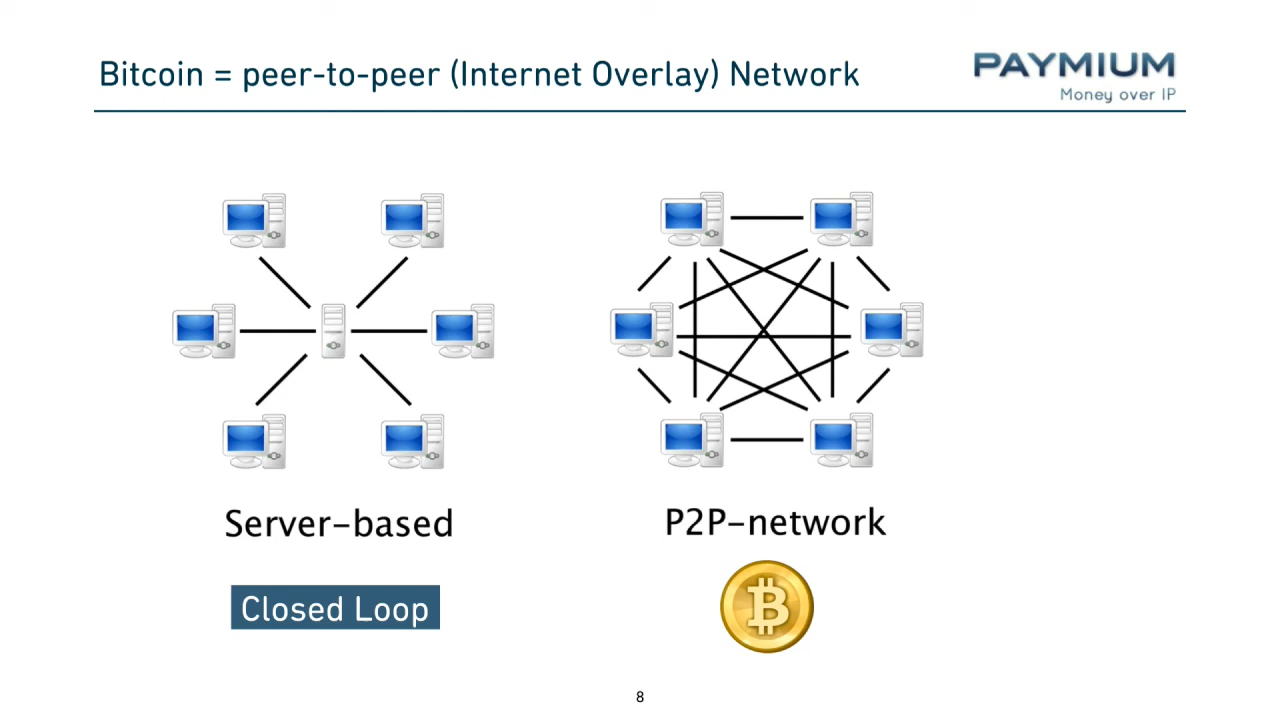 Bitcoin = peer-to-peer (Internet Overlay) Network
PAYMIUM
Money over IP
Server-based
P2P-network
Closed Loop
8